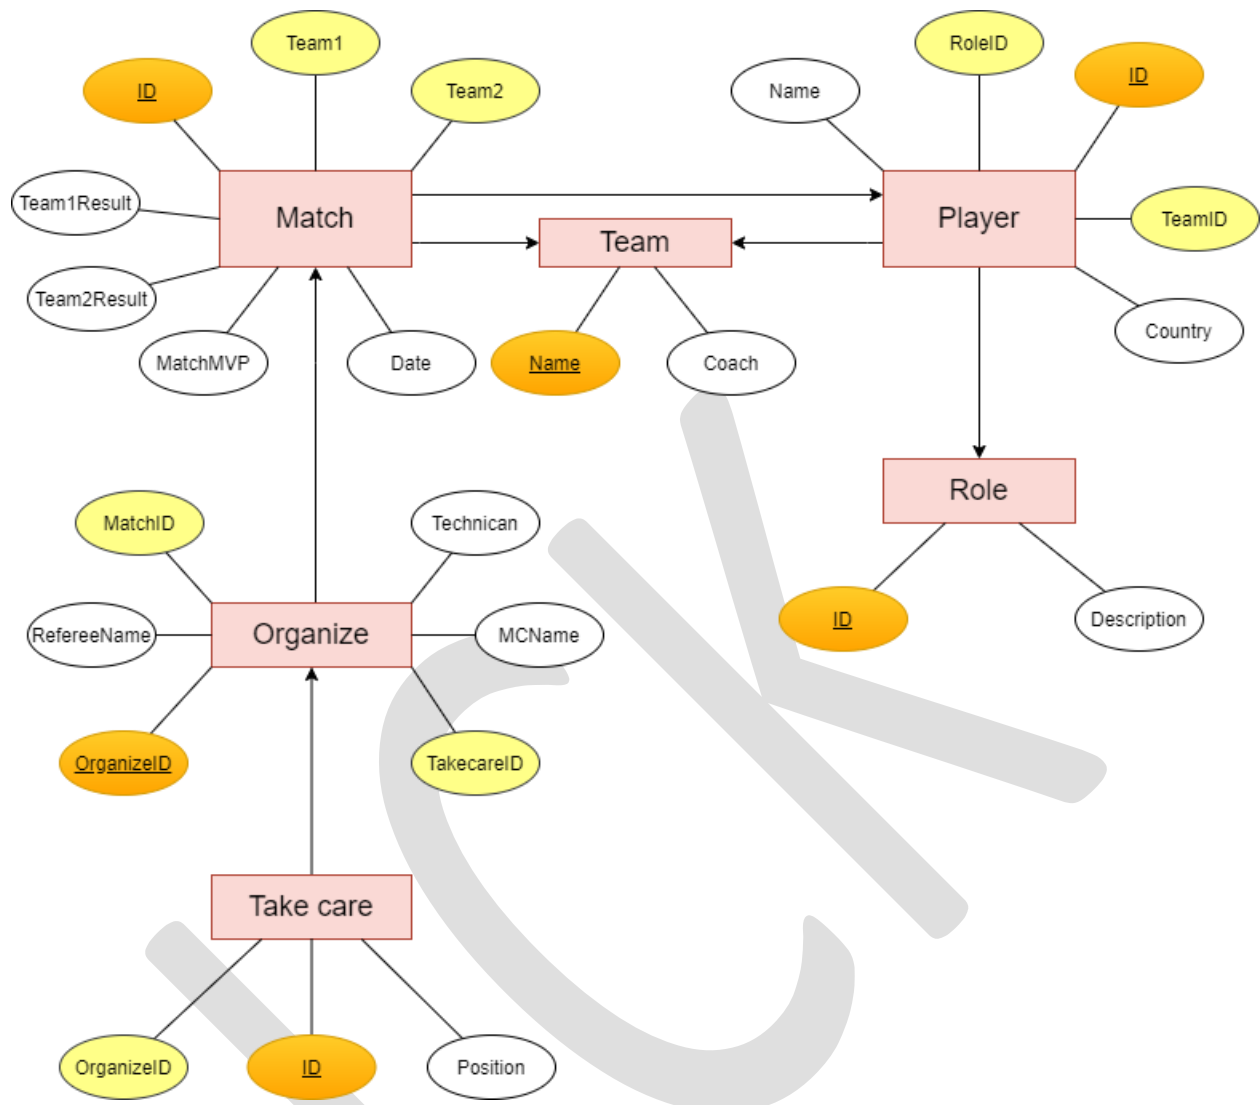 Team1
RoleID
ID
Team2
Name
ID
Team1Result
Match
Player
TeamID
Team
Team2Result
Country
MatchMVP
Date
Name
Coach
Role
MatchID
Technican
ID
Description
RefereeName
Organize
MCName
OrganizeID
TakecareID
Take care
OrganizeID
ID
Position